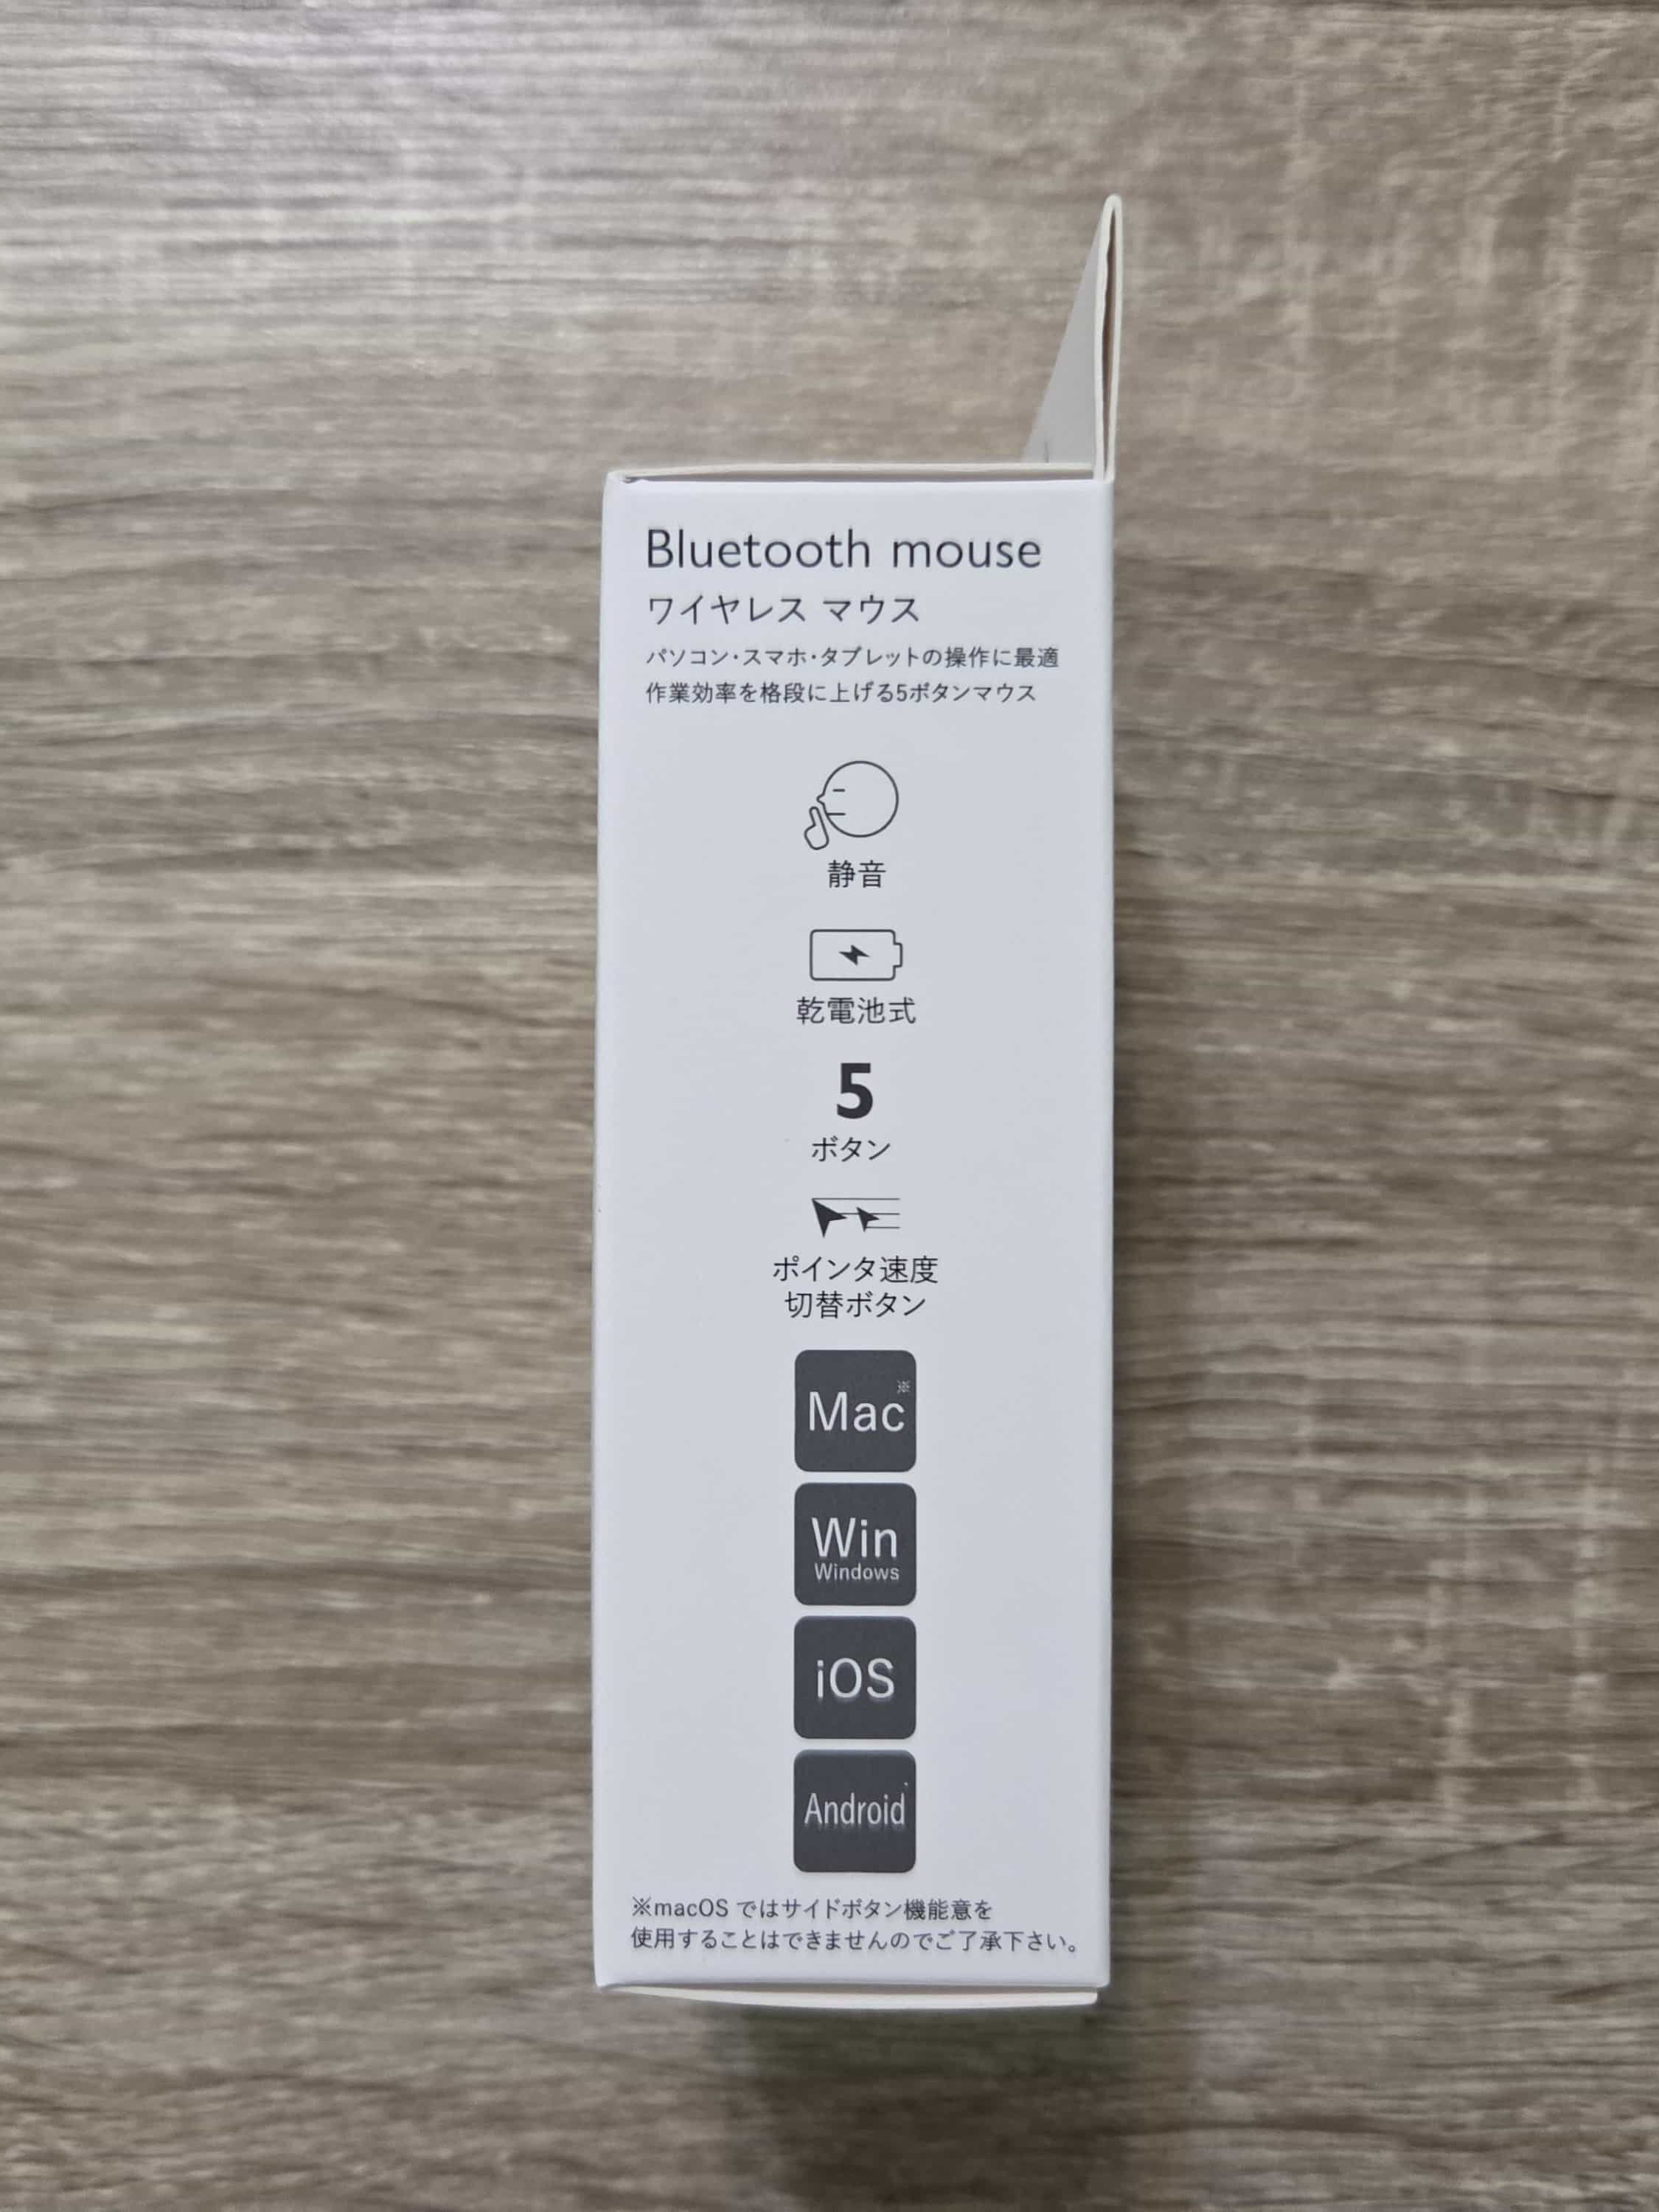 Bluetooth mouse
ワイヤレス マウス
パソコン・スマホ・タブレットの操作に最適
作業効率を格段に上げる5ボタンマウス
静音
乾電池式
5
ボタン
ポインタ速度
切替ボタン
Mac※
Win
Windows
iOS
Android
※macOS ではサイドボタン機能意を
使用することはできませんのでご了承下さい。